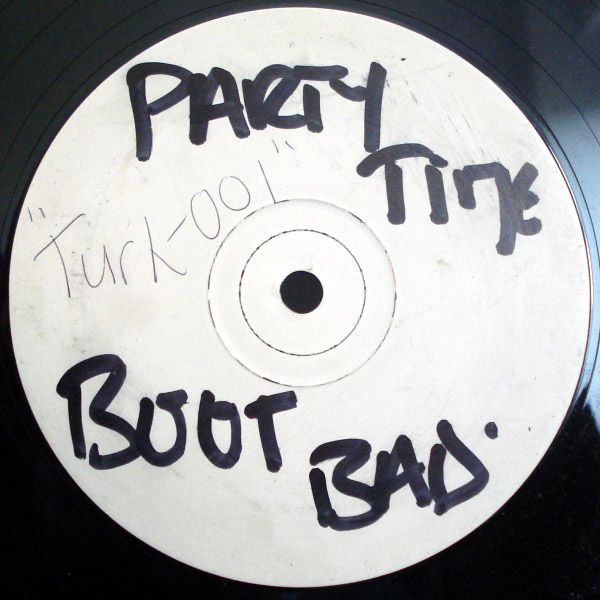 PARTY
TIME
"Turk-001"
BOOT
BAD.